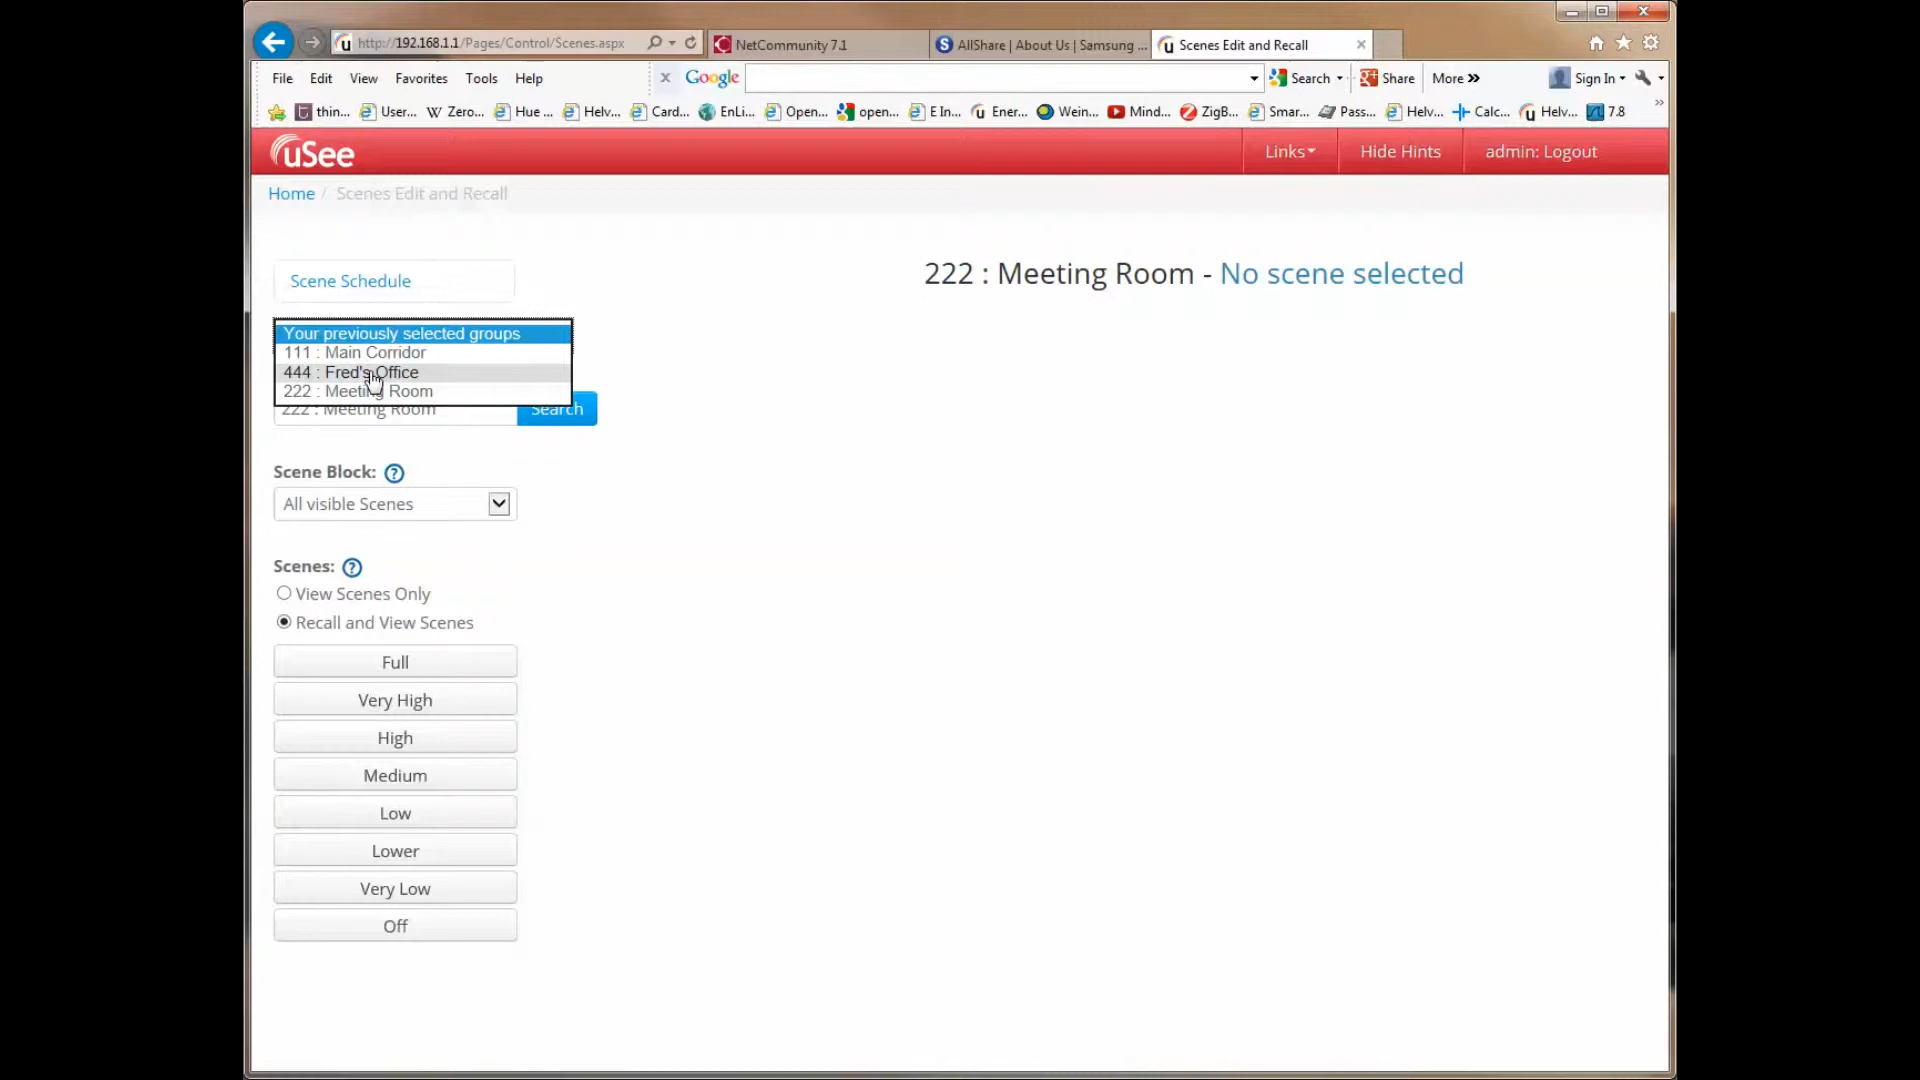 http://192.168.1.1/Pages/Control/Scenes.aspx
NetCommunity 7.1
AllShare | About Us | Samsung ...
Scenes Edit and Recall
File Edit View Favorites Tools Help
x Google
Search
Share
More »
Sign In
thin... User... Zero... Hue ... Helv... Card... EnLi... Open... open... E In... Ener... Wein... Mind... ZigB... Smar... Pass... Helv... Calc... Helv... 7.8
uSee
Links
Hide Hints
admin: Logout
Home / Scenes Edit and Recall
Scene Schedule
222 : Meeting Room - No scene selected
Your previously selected groups
111 : Main Corridor
444 : Fred's Office
222 : Meeting Room
222 : Meeting Room
Search
Scene Block: ?
All visible Scenes
Scenes: ?
View Scenes Only
Recall and View Scenes
Full
Very High
High
Medium
Low
Lower
Very Low
Off